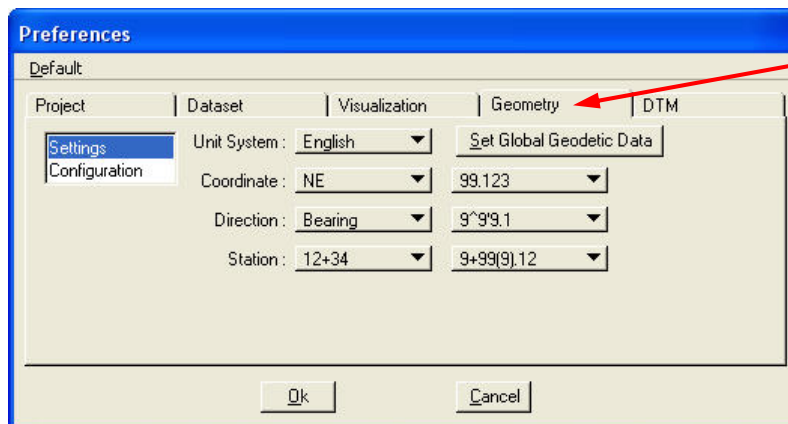 Preferences
Default
Project Dataset Visualization Geometry DTM
Settings Unit System : English Set Global Geodetic Data
Configuration Coordinate : NE 99.123
Direction : Bearing 9^9'9.1
Station : 12+34 9+99(9).12
Ok Cancel